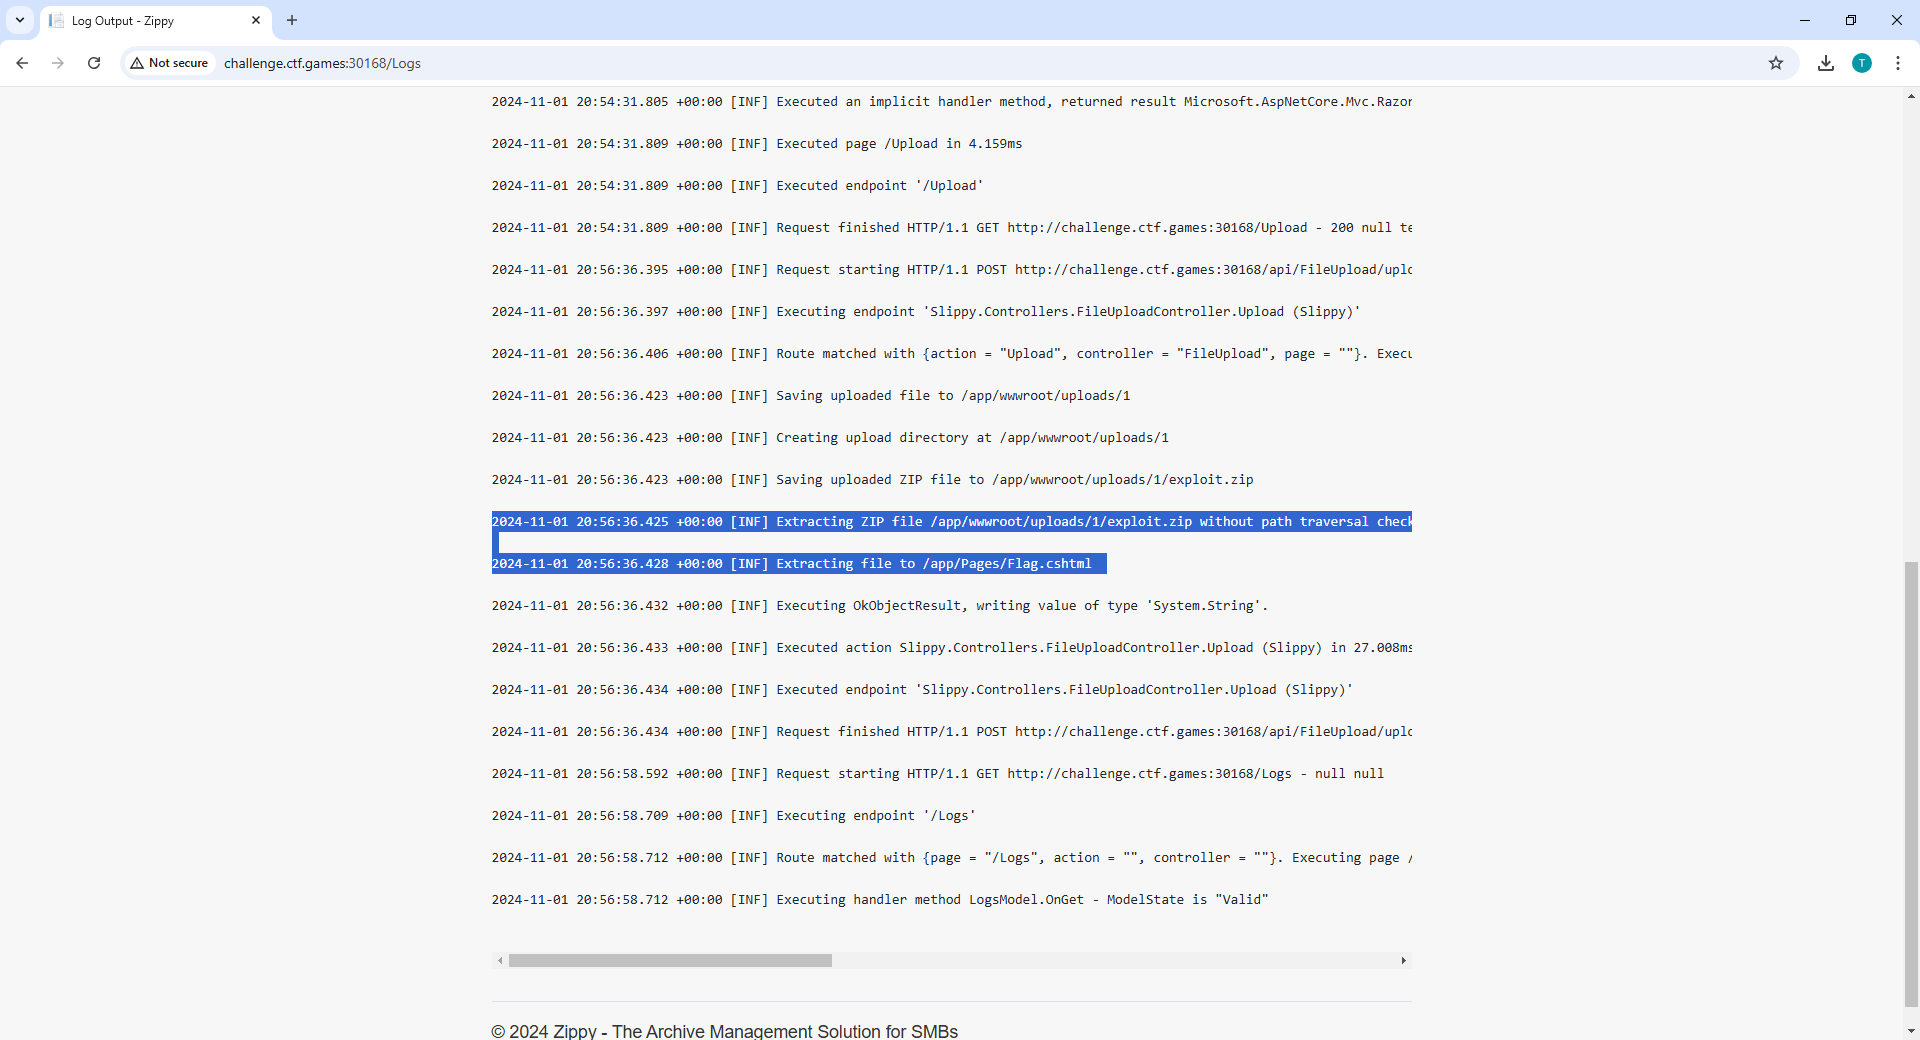 Log Output - Zippy
Not secure
challenge.ctf.games:30168/Logs
T
2024-11-01 20:54:31.805 +00:00 [INF] Executed an implicit handler method, returned result Microsoft.AspNetCore.Mvc.Razor
2024-11-01 20:54:31.809 +00:00 [INF] Executed page /Upload in 4.159ms
2024-11-01 20:54:31.809 +00:00 [INF] Executed endpoint '/Upload'
2024-11-01 20:54:31.809 +00:00 [INF] Request finished HTTP/1.1 GET http://challenge.ctf.games:30168/Upload - 200 null te
2024-11-01 20:56:36.395 +00:00 [INF] Request starting HTTP/1.1 POST http://challenge.ctf.games:30168/api/FileUpload/uplo
2024-11-01 20:56:36.397 +00:00 [INF] Executing endpoint 'Slippy.Controllers.FileUploadController.Upload (Slippy)'
2024-11-01 20:56:36.406 +00:00 [INF] Route matched with {action = "Upload", controller = "FileUpload", page = ""}. Execu
2024-11-01 20:56:36.423 +00:00 [INF] Saving uploaded file to /app/wwwroot/uploads/1
2024-11-01 20:56:36.423 +00:00 [INF] Creating upload directory at /app/wwwroot/uploads/1
2024-11-01 20:56:36.423 +00:00 [INF] Saving uploaded ZIP file to /app/wwwroot/uploads/1/exploit.zip
2024-11-01 20:56:36.425 +00:00 [INF] Extracting ZIP file /app/wwwroot/uploads/1/exploit.zip without path traversal check
2024-11-01 20:56:36.428 +00:00 [INF] Extracting file to /app/Pages/Flag.cshtml
2024-11-01 20:56:36.432 +00:00 [INF] Executing OkObjectResult, writing value of type 'System.String'.
2024-11-01 20:56:36.433 +00:00 [INF] Executed action Slippy.Controllers.FileUploadController.Upload (Slippy) in 27.008ms
2024-11-01 20:56:36.434 +00:00 [INF] Executed endpoint 'Slippy.Controllers.FileUploadController.Upload (Slippy)'
2024-11-01 20:56:36.434 +00:00 [INF] Request finished HTTP/1.1 POST http://challenge.ctf.games:30168/api/FileUpload/uplo
2024-11-01 20:56:58.592 +00:00 [INF] Request starting HTTP/1.1 GET http://challenge.ctf.games:30168/Logs - null null
2024-11-01 20:56:58.709 +00:00 [INF] Executing endpoint '/Logs'
2024-11-01 20:56:58.712 +00:00 [INF] Route matched with {page = "/Logs", action = "", controller = ""}. Executing page /
2024-11-01 20:56:58.712 +00:00 [INF] Executing handler method LogsModel.OnGet - ModelState is "Valid"
© 2024 Zippy - The Archive Management Solution for SMBs